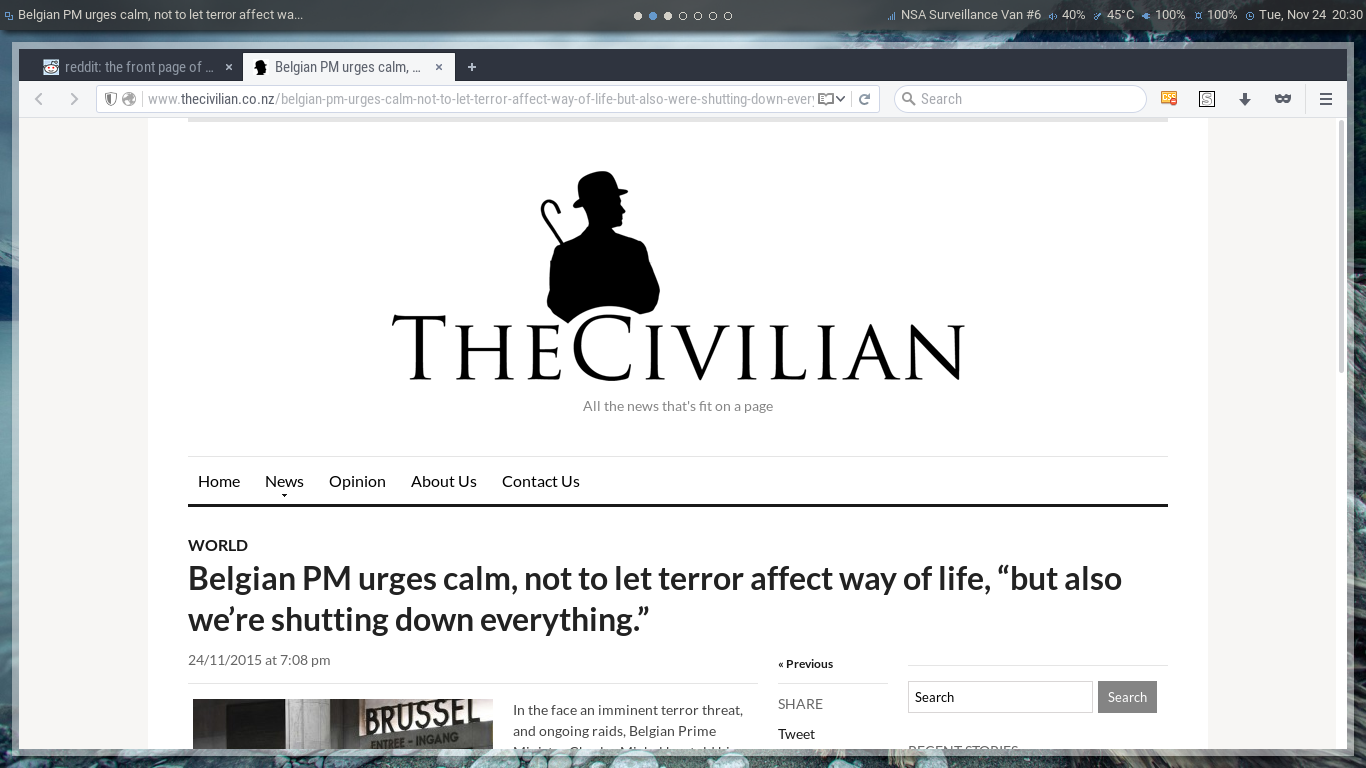 Belgian PM urges calm, not to let terror affect wa...
NSA Surveillance Van #6 40% 45°C 100% 100% Tue, Nov 24 20:30
reddit: the front page of ... ×
Belgian PM urges calm, ... ×
+
www.thecivilian.co.nz/belgian-pm-urges-calm-not-to-let-terror-affect-way-of-life-but-also-were-shutting-down-every
Search
S
THECIVILIAN
All the news that's fit on a page
Home News Opinion About Us Contact Us
WORLD
Belgian PM urges calm, not to let terror affect way of life, “but also
we’re shutting down everything.”
24/11/2015 at 7:08 pm
BRUSSEL
ENTREE - INGANG
In the face an imminent terror threat,
and ongoing raids, Belgian Prime
« Previous
SHARE
Tweet
Search Search
RECENT STORIES